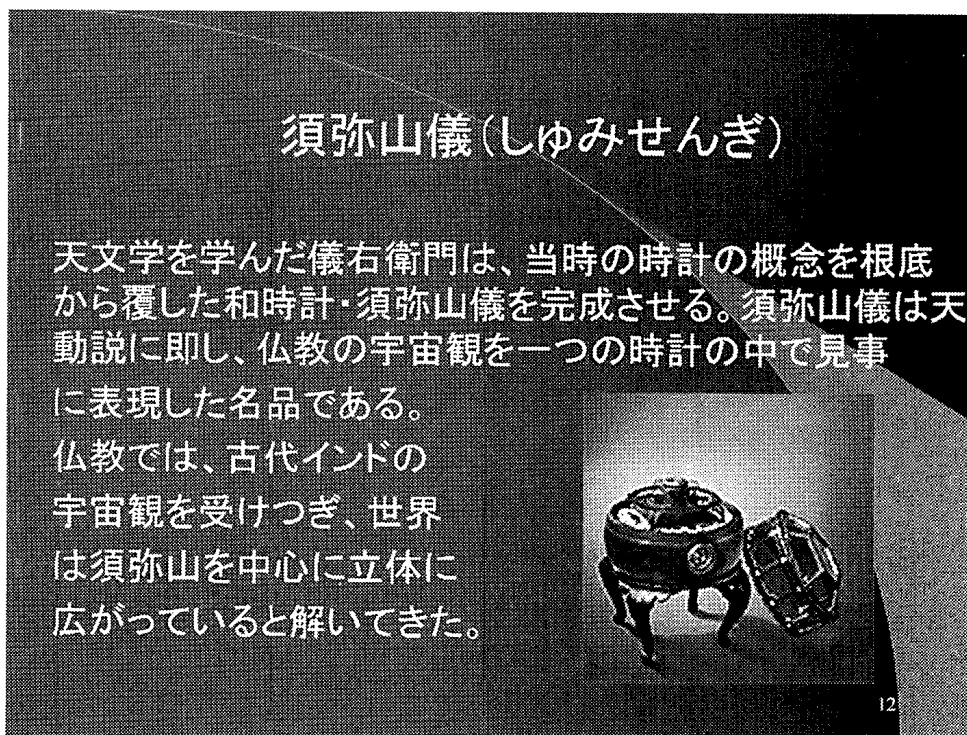 須弥山儀(しゅみせんぎ)
天文学を学んだ儀右衛門は、当時の時計の概念を根底
から覆した和時計・須弥山儀を完成させる。須弥山儀は天
動説に即し、仏教の宇宙観を一つの時計の中で見事
に表現した名品である。
仏教では、古代インドの
宇宙観を受けつぎ、世界
は須弥山を中心に立体に
広がっていると解いてきた。
12